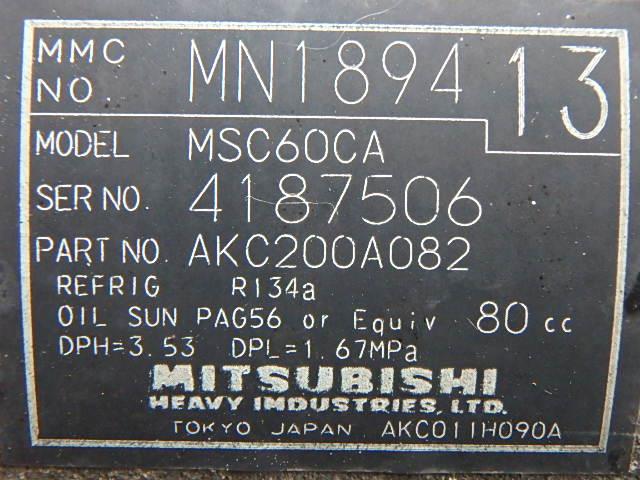 MMC NO. MN1894 13
MODEL MSC60CA
SER NO. 4187506
PART NO. AKC200A082
REFRIG R134a
OIL SUN PAG56 or Equiv 80 cc
DPH=3.53 DPL=1.67MPa
MITSUBISHI
HEAVY INDUSTRIES, LTD.
TOKYO JAPAN AKC011H090A